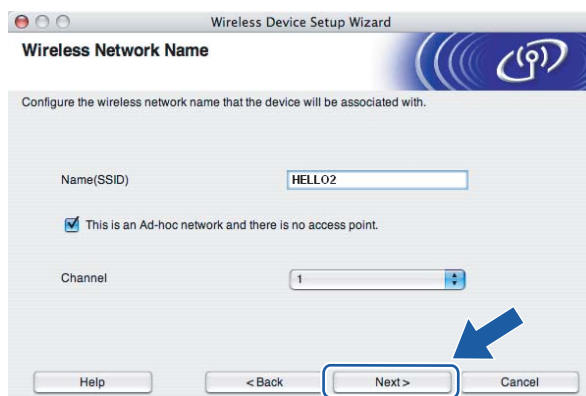 Wireless Device Setup Wizard
Wireless Network Name
Configure the wireless network name that the device will be associated with.
Name(SSID) HELLO2
This is an Ad-hoc network and there is no access point.
Channel 1
Help < Back Next > Cancel